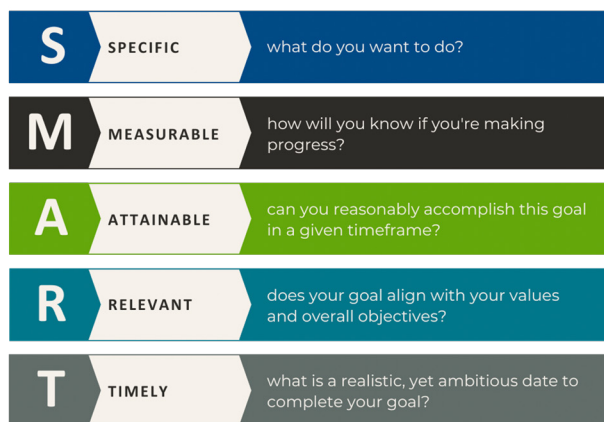 S SPECIFIC what do you want to do?
M MEASURABLE how will you know if you're making
progress?
A ATTAINABLE can you reasonably accomplish this goal
in a given timeframe?
R RELEVANT does your goal align with your values
and overall objectives?
T TIMELY what is a realistic, yet ambitious date to
complete your goal?